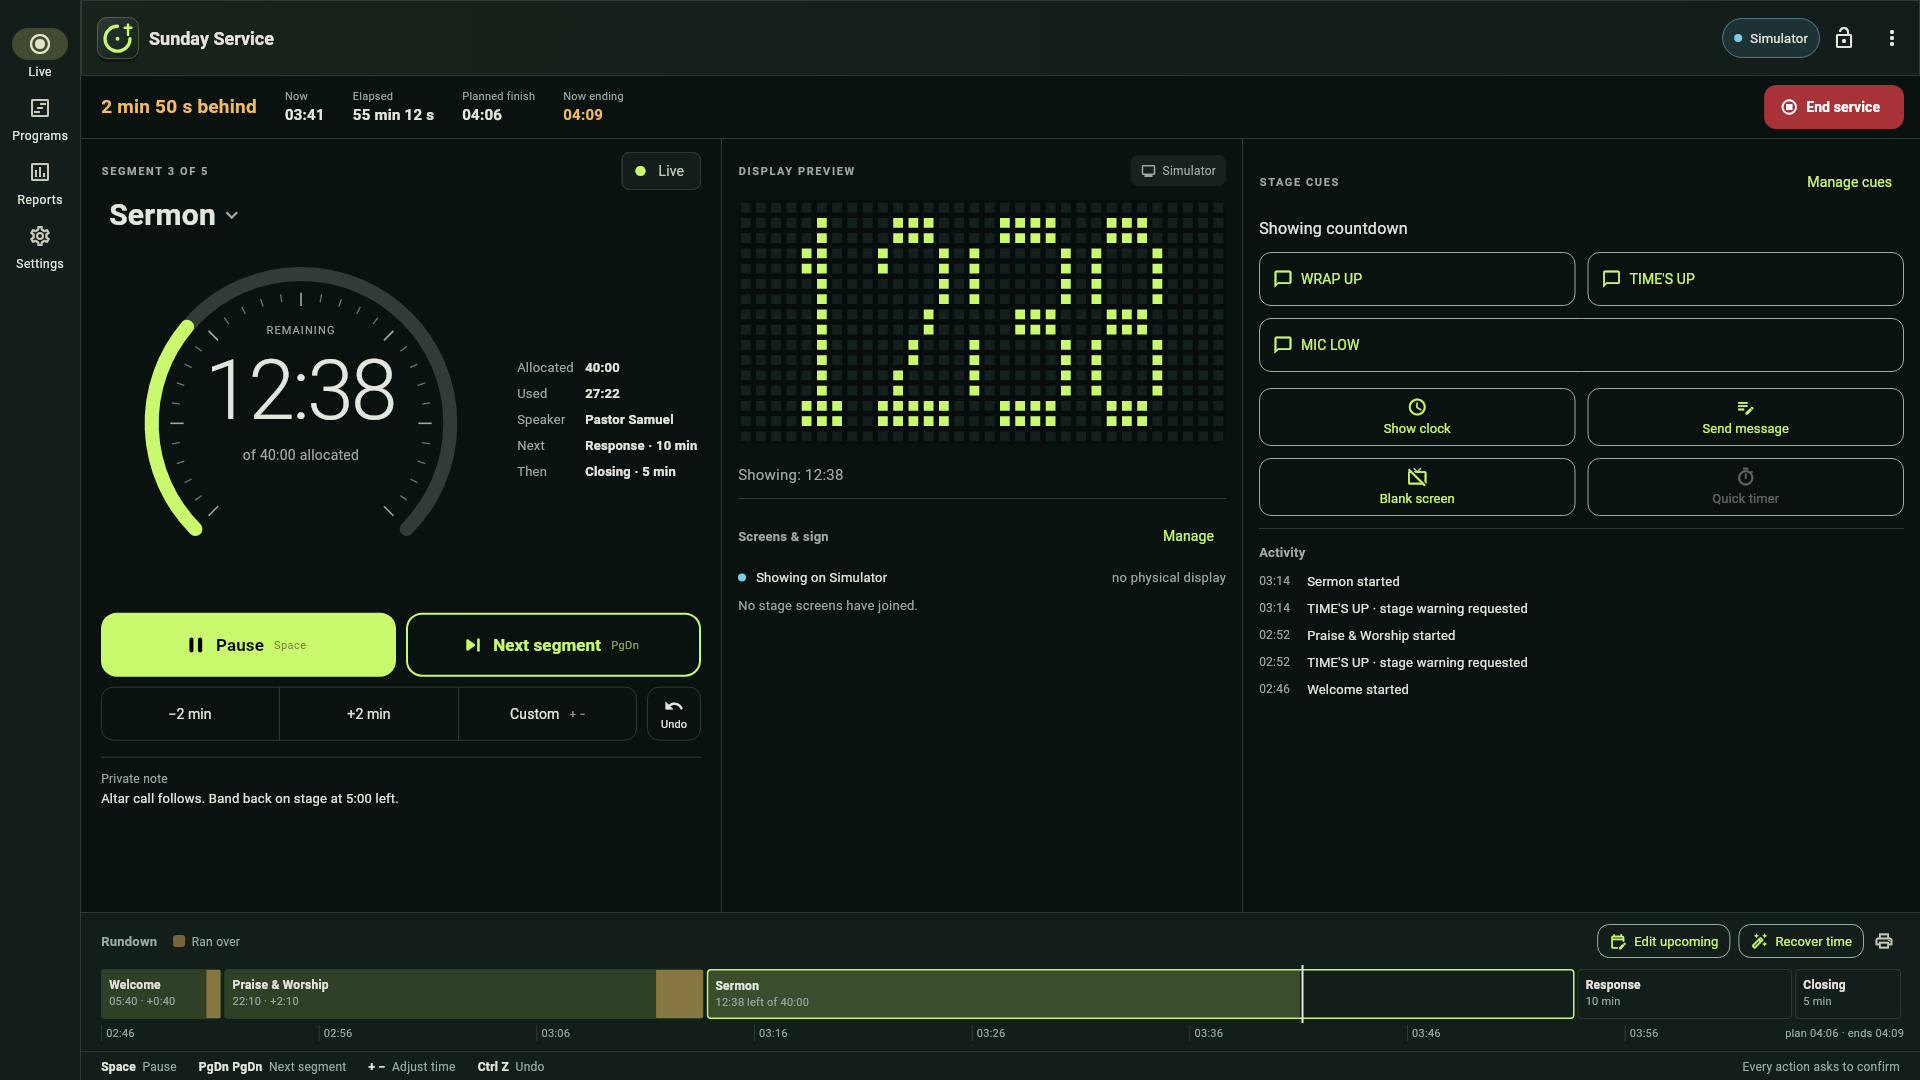 Live
Programs
Reports
Settings
Sunday Service
Simulator
2 min 50 s behind
Now
03:41
Elapsed
55 min 12 s
Planned finish
04:06
Now ending
04:09
End service
SEGMENT 3 OF 5
Live
Sermon
REMAINING
12:38
of 40:00 allocated
Allocated 40:00
Used 27:22
Speaker Pastor Samuel
Next Response · 10 min
Then Closing · 5 min
Pause Space
Next segment PgDn
−2 min
+2 min
Custom + −
Undo
Private note
Altar call follows. Band back on stage at 5:00 left.
DISPLAY PREVIEW
Simulator
12 38
Showing: 12:38
Screens & sign
Manage
Showing on Simulator
no physical display
No stage screens have joined.
STAGE CUES
Manage cues
Showing countdown
WRAP UP
TIME'S UP
MIC LOW
Show clock
Send message
Blank screen
Quick timer
Activity
03:14 Sermon started
03:14 TIME'S UP · stage warning requested
02:52 Praise & Worship started
02:52 TIME'S UP · stage warning requested
02:46 Welcome started
Rundown
Ran over
Edit upcoming
Recover time
Welcome
05:40 · +0:40
Praise & Worship
22:10 · +2:10
Sermon
12:38 left of 40:00
Response
10 min
Closing
5 min
02:46
02:56
03:06
03:16
03:26
03:36
03:46
03:56
plan 04:06 · ends 04:09
Space Pause
PgDn PgDn Next segment
+ − Adjust time
Ctrl Z Undo
Every action asks to confirm